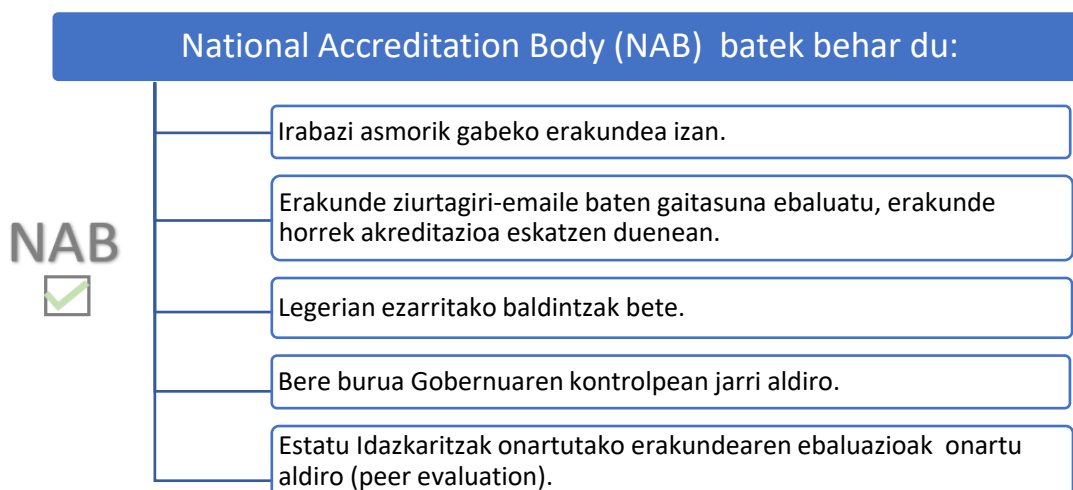 National Accreditation Body (NAB) batek behar du:
Irabazi asmorik gabeko erakundea izan.
Erakunde ziurtagiri-emaile baten gaitasuna ebaluatu, erakunde
horrek akreditazioa eskatzen duenean.
NAB
Legerian ezarritako baldintzak bete.
Bere burua Gobernuaren kontrolpean jarri aldiro.
Estatu Idazkaritzak onartutako erakundearen ebaluazioak onartu
aldiro (peer evaluation).